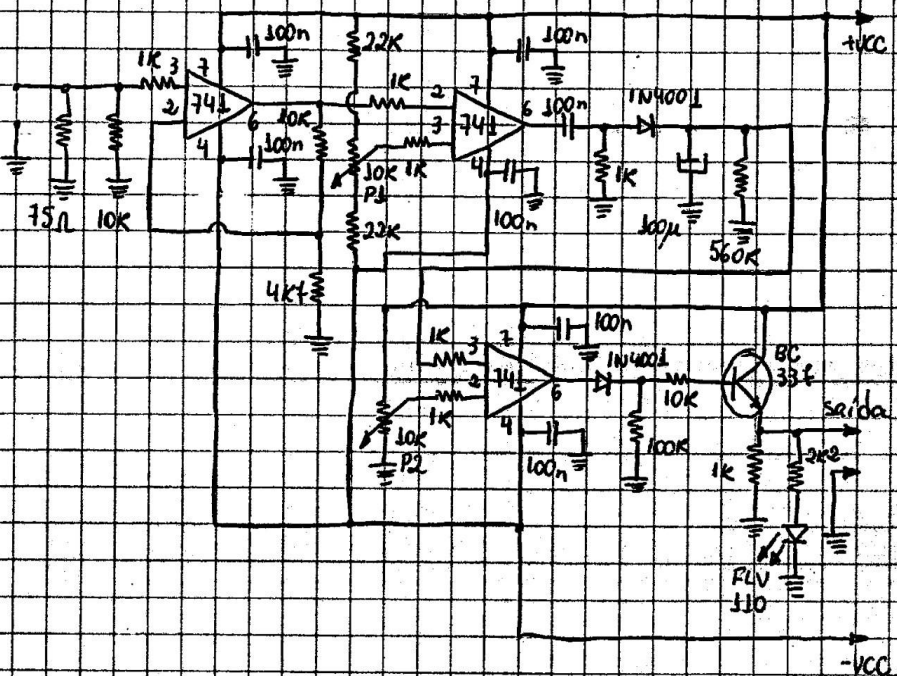 100n
22K
100n
+VCC
1K
3
7
1K
2
7
6
100n
1N4001
2
741
10K
741
6
3
4
100n
1K
4
1K
10K
P1
75Ω
10K
22K
100n
100μ
560K
4K7
1K
3
7
100n
1N4001
BC
337
741
2
6
1K
10K
saída
10K
P2
4
100n
100K
1K
2K2
FLV
110
-VCC